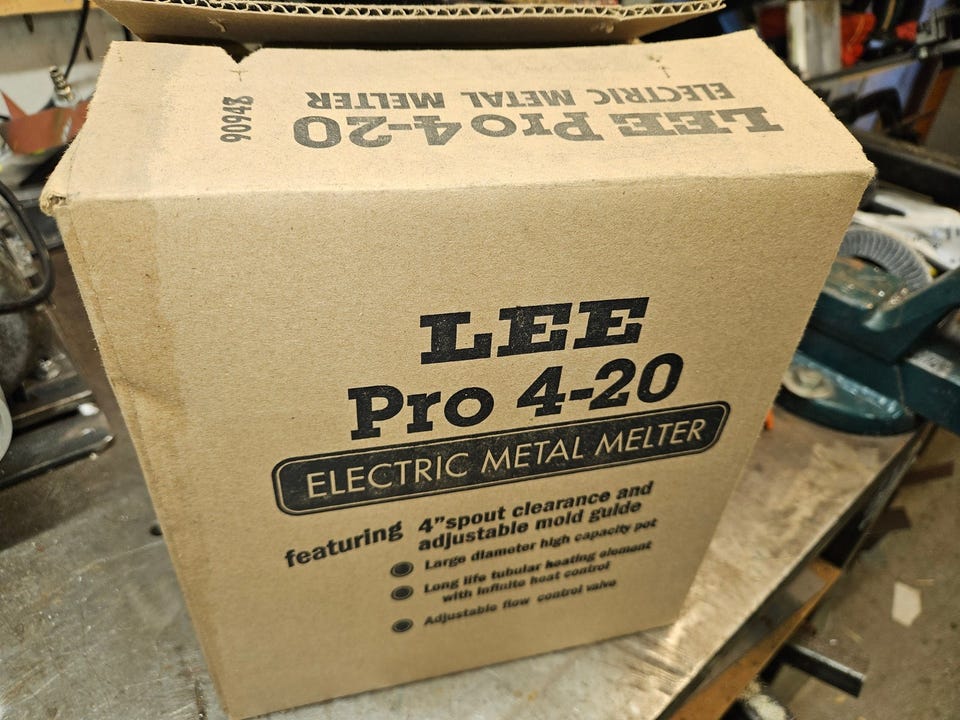 LEE Pro 4-20
ELECTRIC METAL MELTER
90948
LEE
Pro 4-20
ELECTRIC METAL MELTER
featuring 4"spout clearance and
adjustable mold guide
Large diameter high capacity pot
Long life tubular heating element
with infinite heat control
Adjustable flow control valve